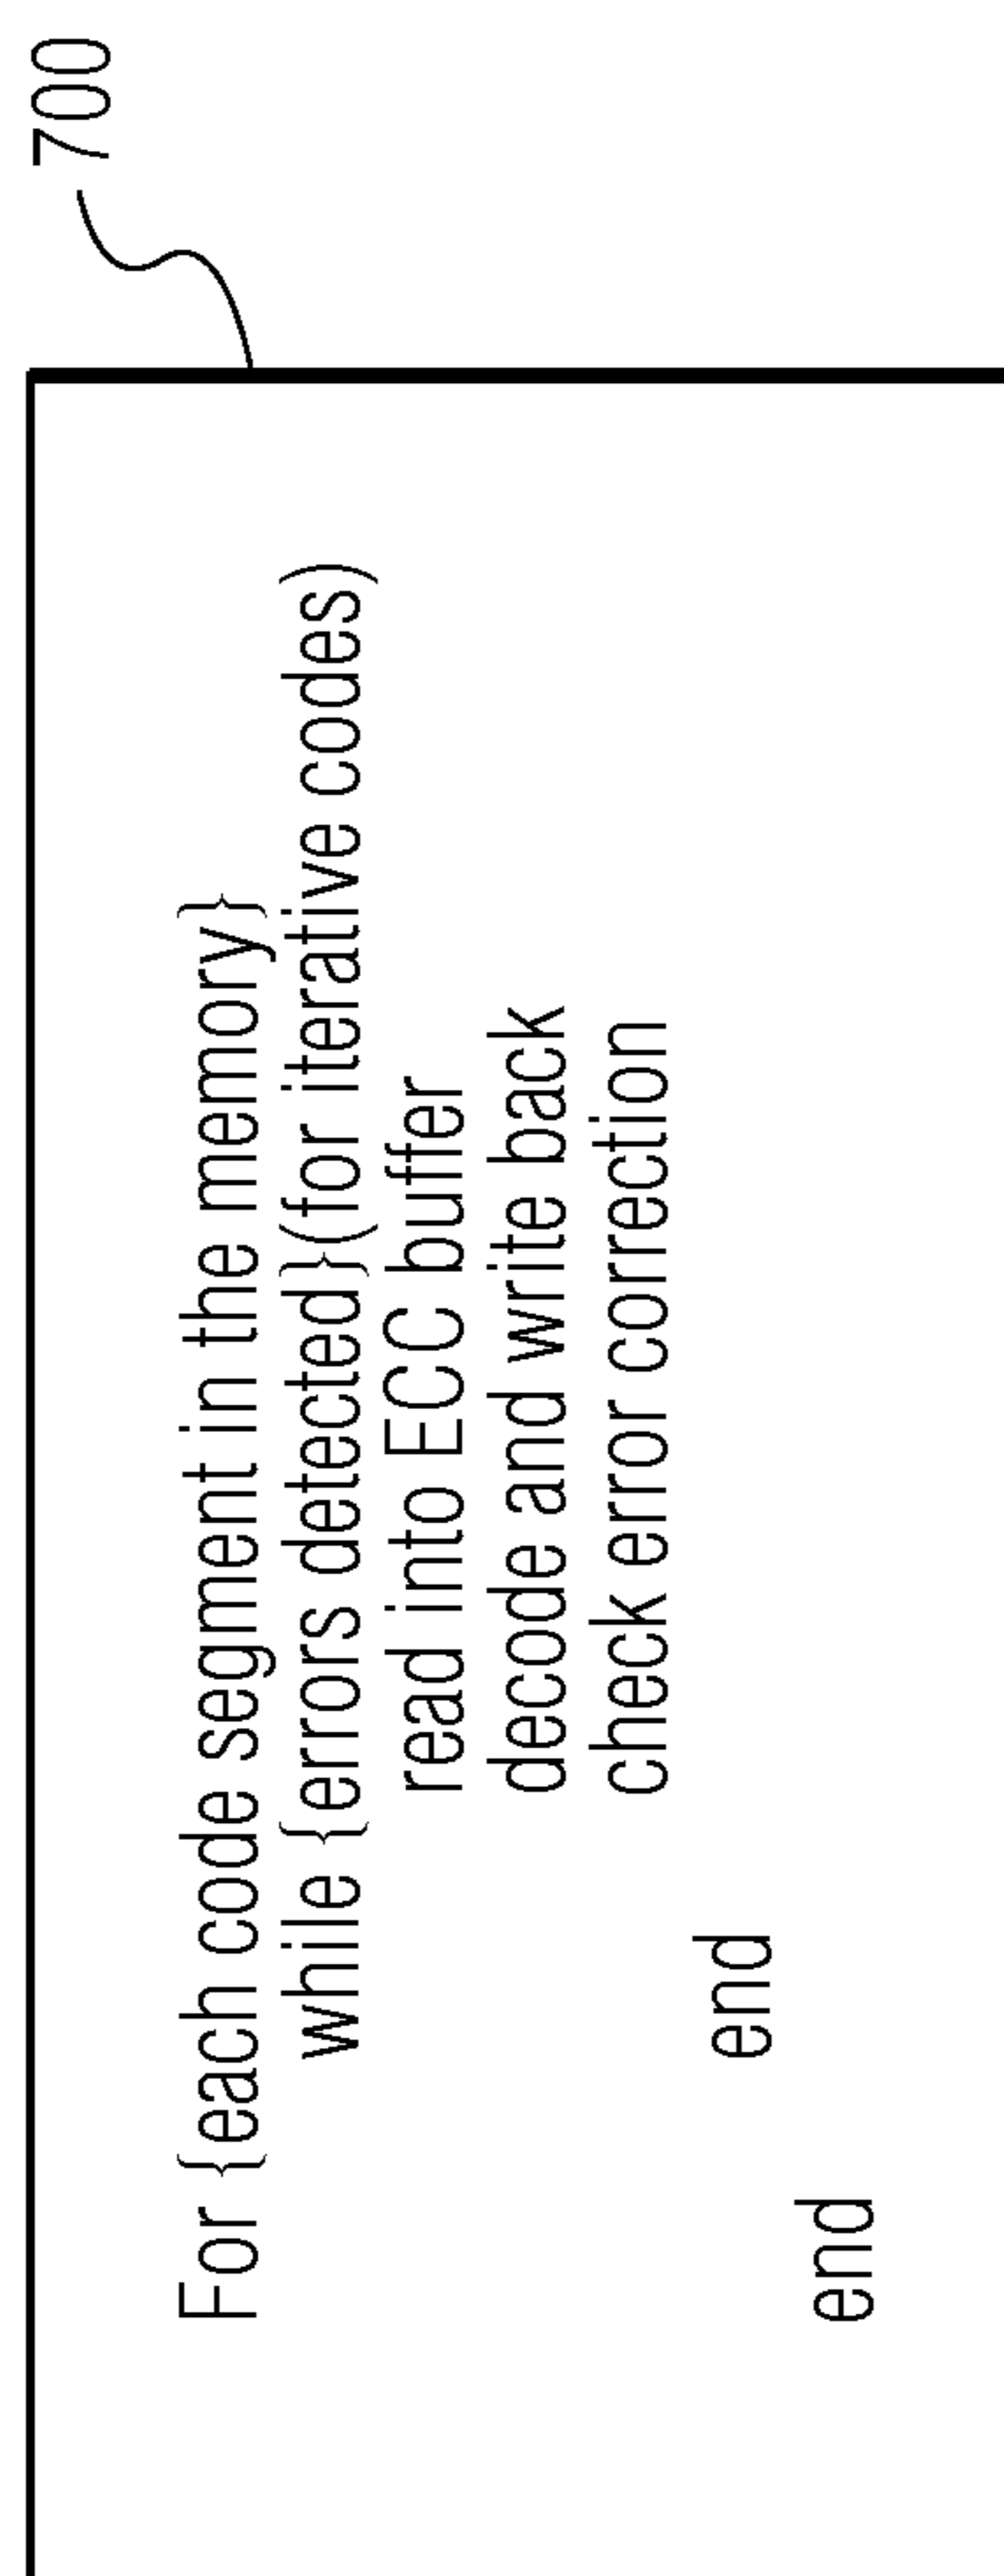 700
For {each code segment in the memory}
while {errors detected}(for iterative codes)
read into ECC buffer
decode and write back
check error correction
end
end